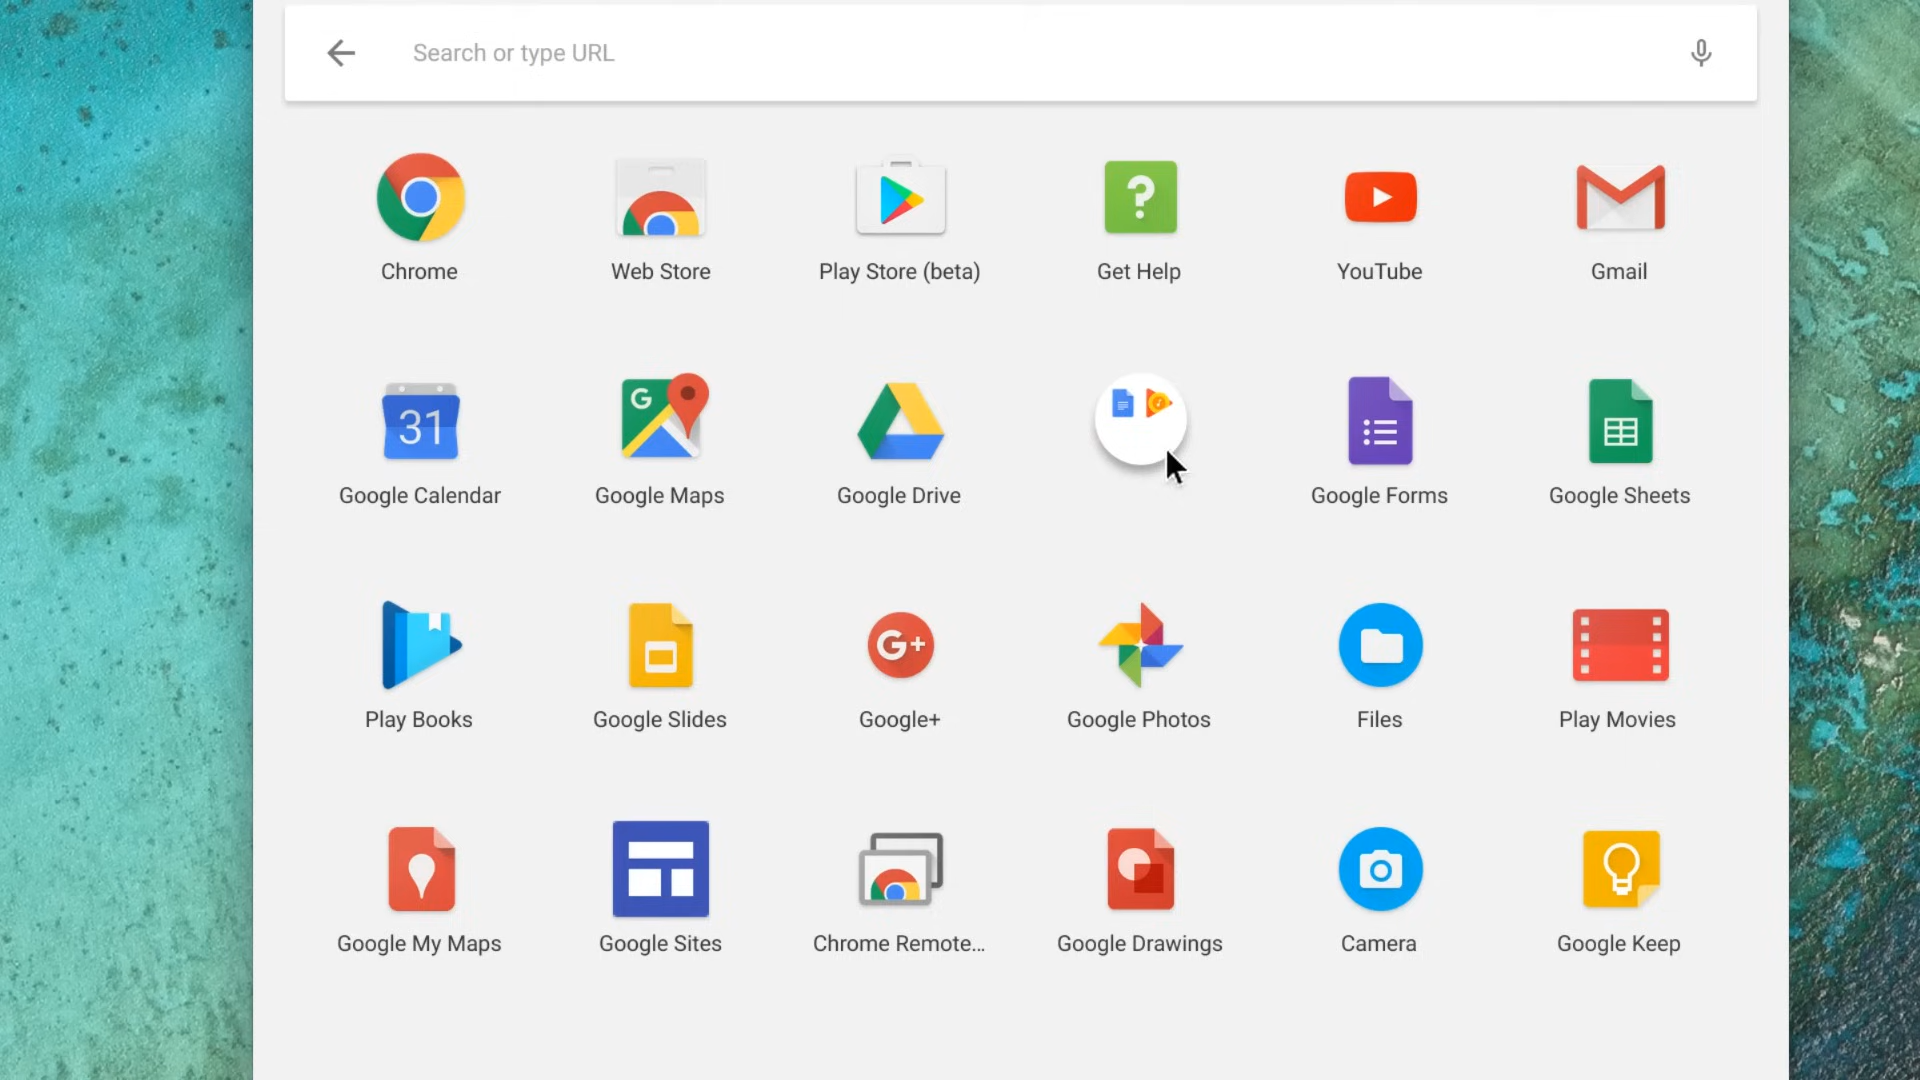 Search or type URL
Chrome
Web Store
Play Store (beta)
Get Help
YouTube
Gmail
31
G
Google Calendar
Google Maps
Google Drive
Google Forms
Google Sheets
G+
Play Books
Google Slides
Google+
Google Photos
Files
Play Movies
Google My Maps
Google Sites
Chrome Remote...
Google Drawings
Camera
Google Keep